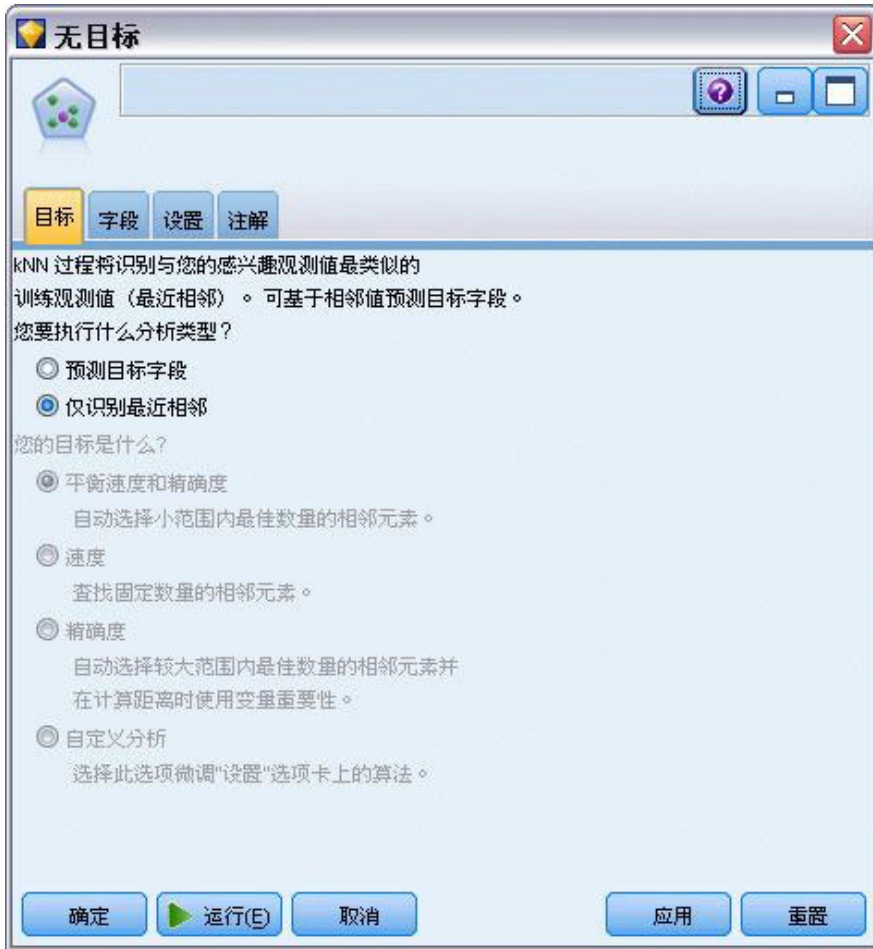 无目标
目标 字段 设置 注解
kNN 过程将识别与您的感兴趣观测值最类似的
训练观测值（最近相邻）。 可基于相邻值预测目标字段。
您要执行什么分析类型？
预测目标字段
仅识别最近相邻
您的目标是什么?
平衡速度和精确度
自动选择小范围内最佳数量的相邻元素。
速度
查找固定数量的相邻元素。
精确度
自动选择较大范围内最佳数量的相邻元素并
在计算距离时使用变量重要性。
自定义分析
选择此选项微调"设置"选项卡上的算法。
确定 运行(E) 取消 应用 重置